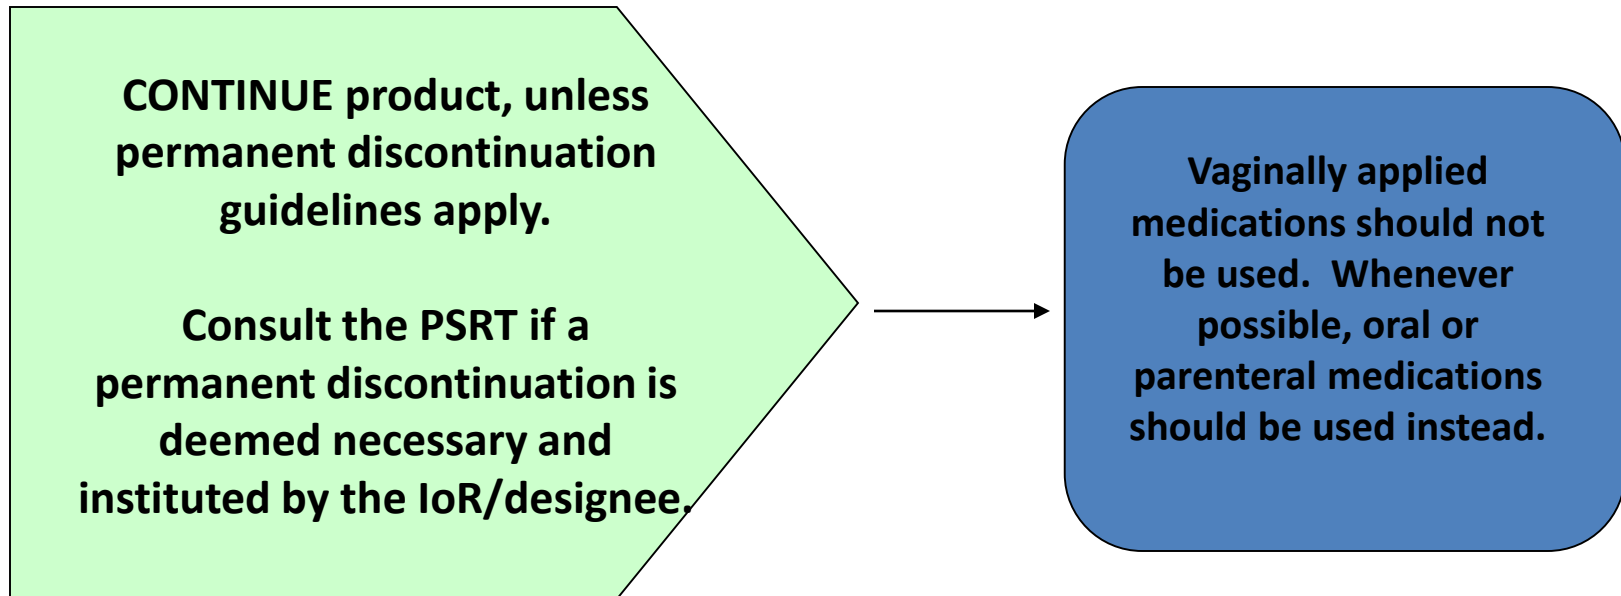 CONTINUE product, unless
permanent discontinuation
guidelines apply.
Consult the PSRT if a
permanent discontinuation is
deemed necessary and
instituted by the IoR/designee.
Vaginally applied
medications should not
be used.  Whenever
possible, oral or
parenteral medications
should be used instead.